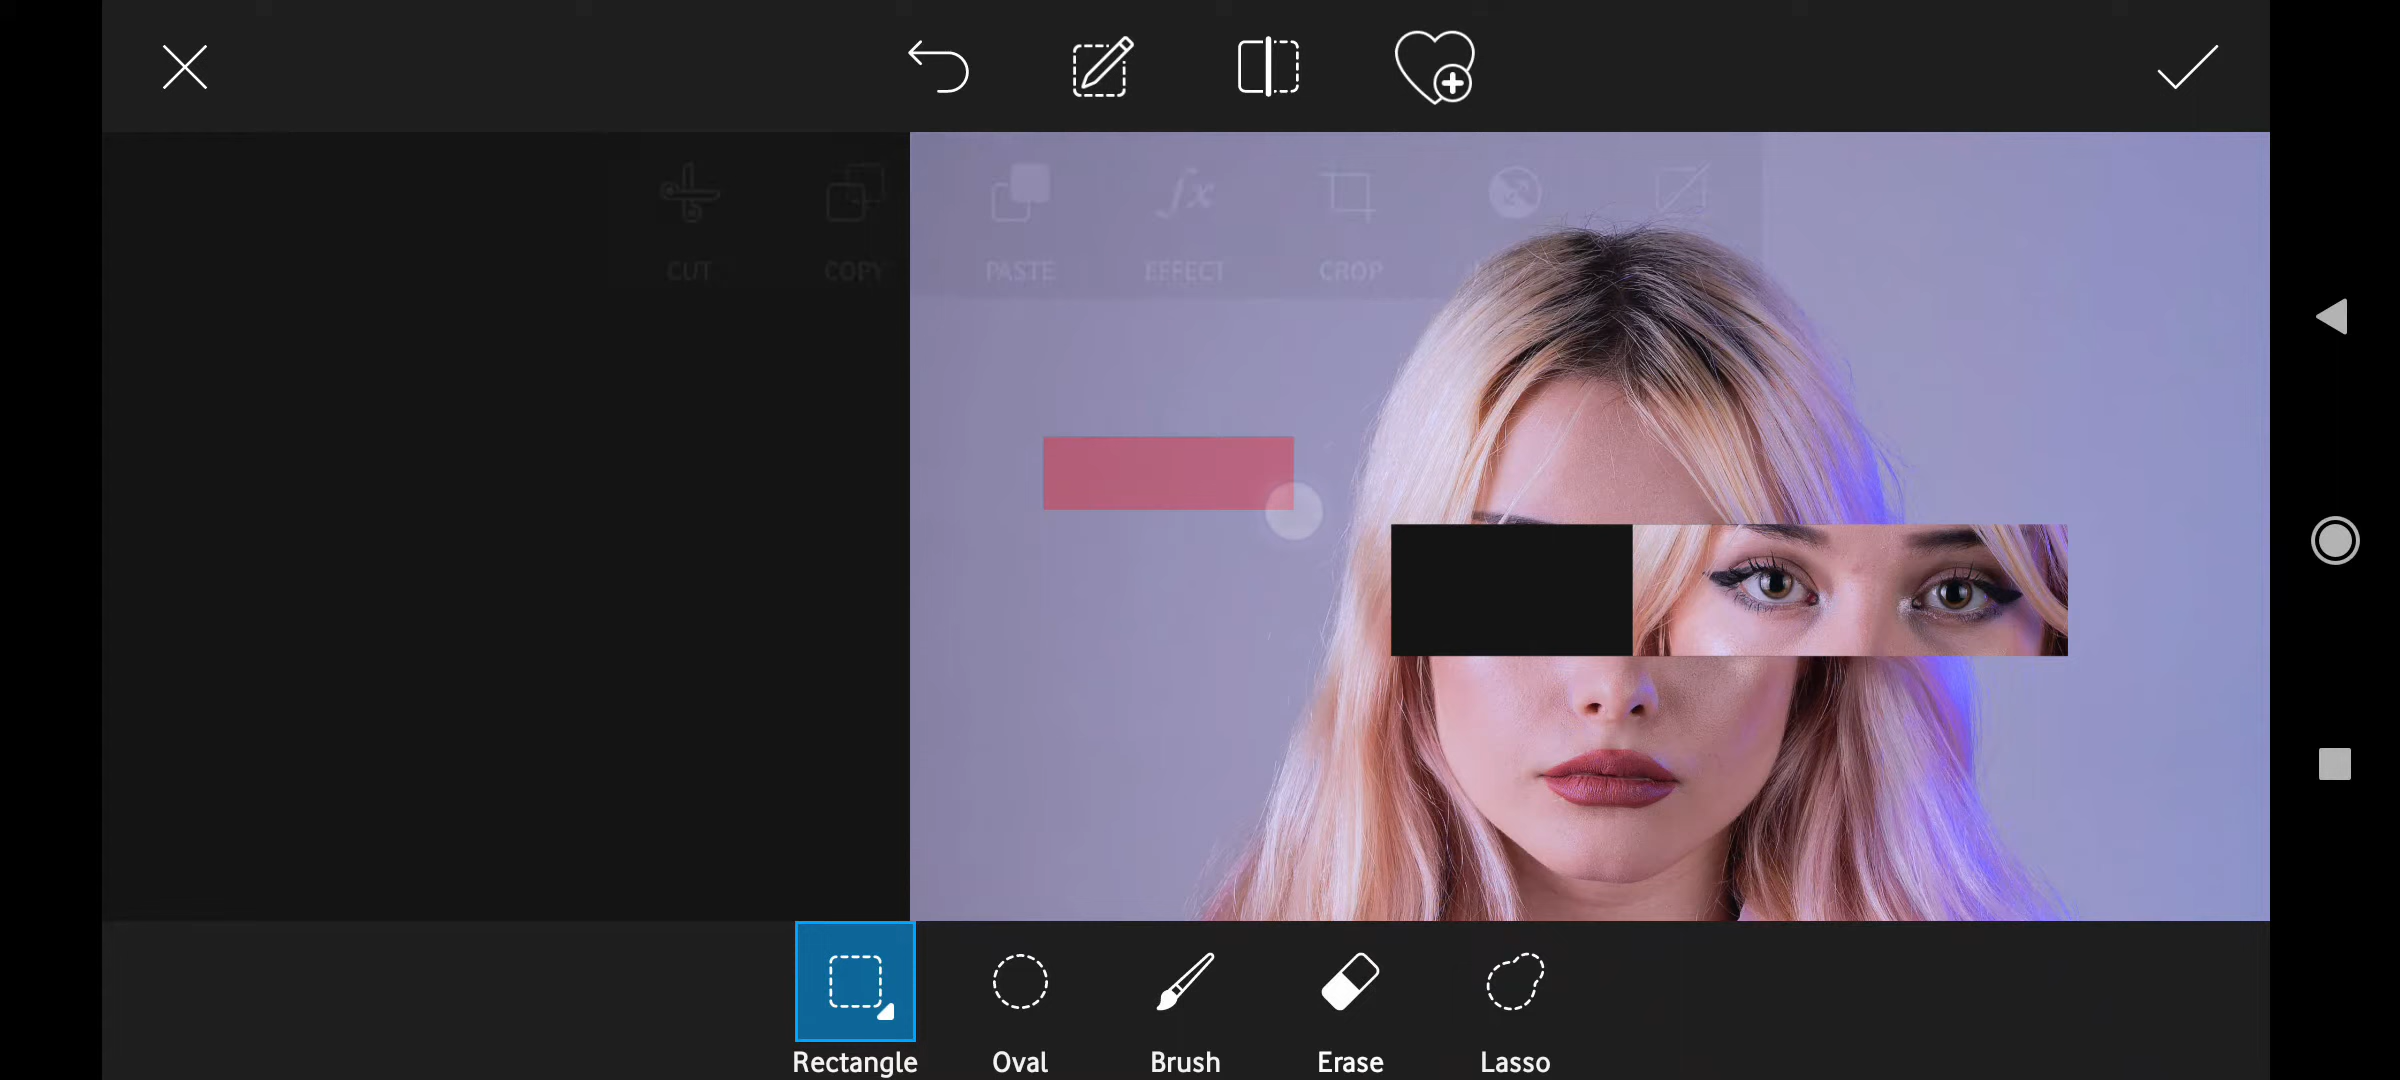 CUT
COPY
PASTE
EFFECT
CROP
Rectangle
Oval
Brush
Erase
Lasso